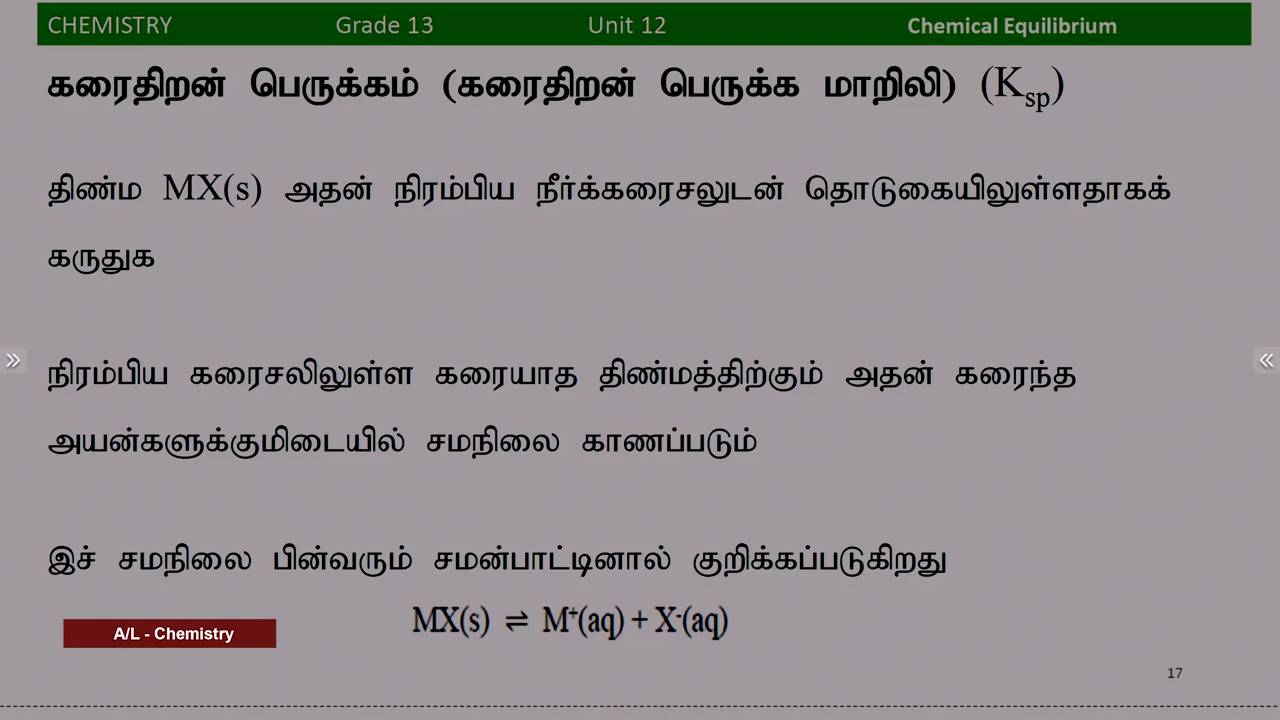 CHEMISTRY Grade 13 Unit 12 Chemical Equilibrium
கரைதிறன் பெருக்கம் (கரைதிறன் பெருக்க மாறிலி) (Ksp)
திண்ம MX(s) அதன் நிரம்பிய நீர்க்கரைசலுடன் தொடுகையிலுள்ளதாகக்
கருதுக
நிரம்பிய கரைசலிலுள்ள கரையாத திண்மத்திற்கும் அதன் கரைந்த
அயன்களுக்குமிடையில் சமநிலை காணப்படும்
இச் சமநிலை பின்வரும் சமன்பாட்டினால் குறிக்கப்படுகிறது
MX(s) ⇌ M⁺(aq) + X⁻(aq)
A/L - Chemistry
17